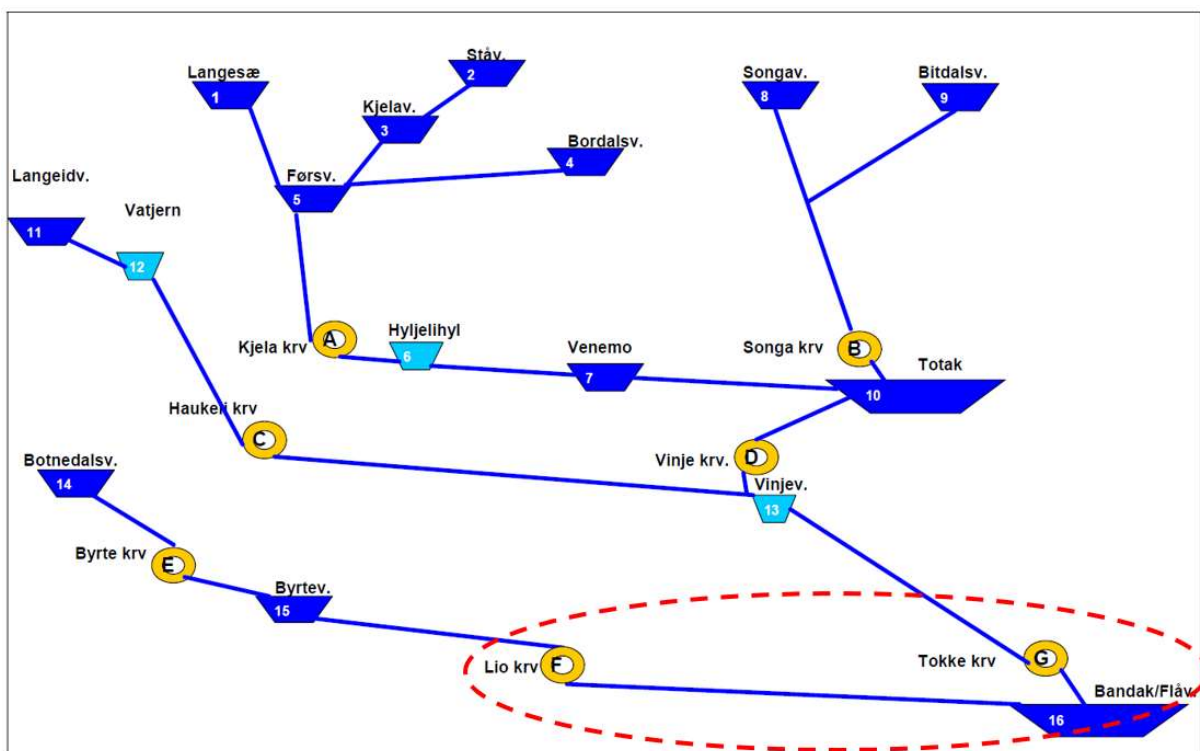 Ståv.
2
Langesæ
1
Songav.
8
Bitdalsv.
9
Kjelav.
3
Bordalsv.
4
Langeidv.
11
Førsv.
5
Vatjern
12
Hyljelihyl
6
Kjela krv
A
Venemo
7
Songa krv
B
Totak
10
Haukeli krv
C
Botnedalsv.
14
Vinje krv.
D
Vinjev.
13
Byrte krv
E
Byrtev.
15
Lio krv
F
Tokke krv
G
Bandak/Flåv.
16